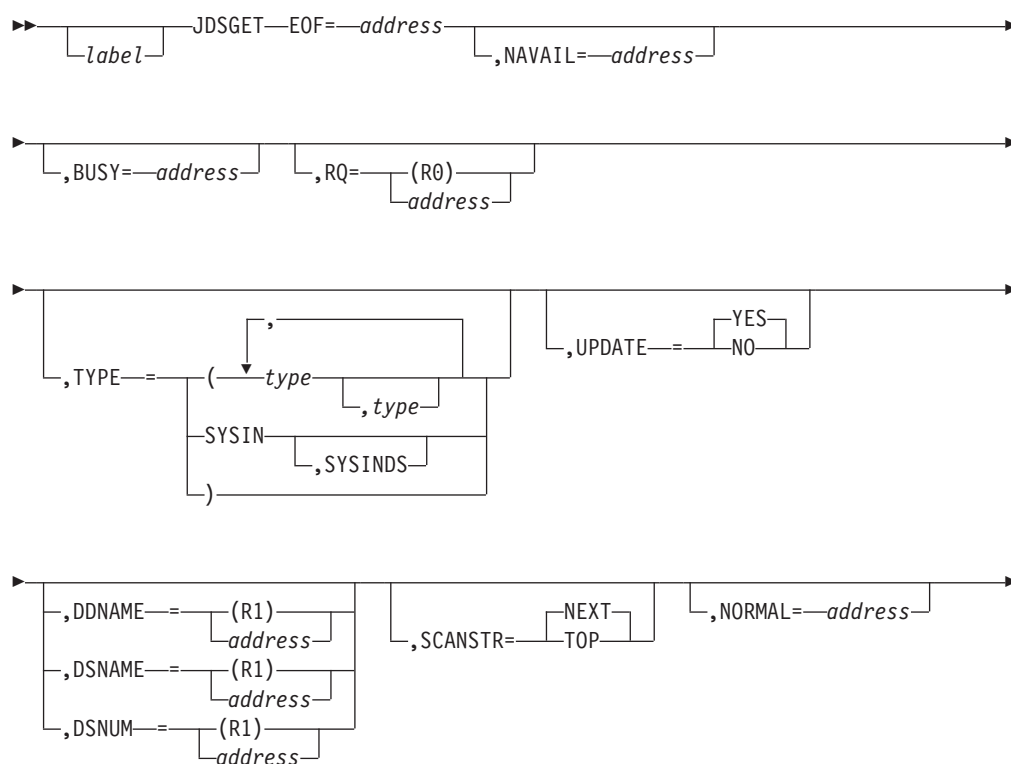 JDSGET EOF= address
label ,NAVAIL= address
,BUSY= address ,RQ= (R0)
address
, YES
,TYPE = ( type ,UPDATE = NO
,type
SYSIN
,SYSINDS
)
,DDNAME = (R1) NEXT ,NORMAL= address
address ,SCANSTR= TOP
,DSNAME = (R1)
address
,DSNUM = (R1)
address